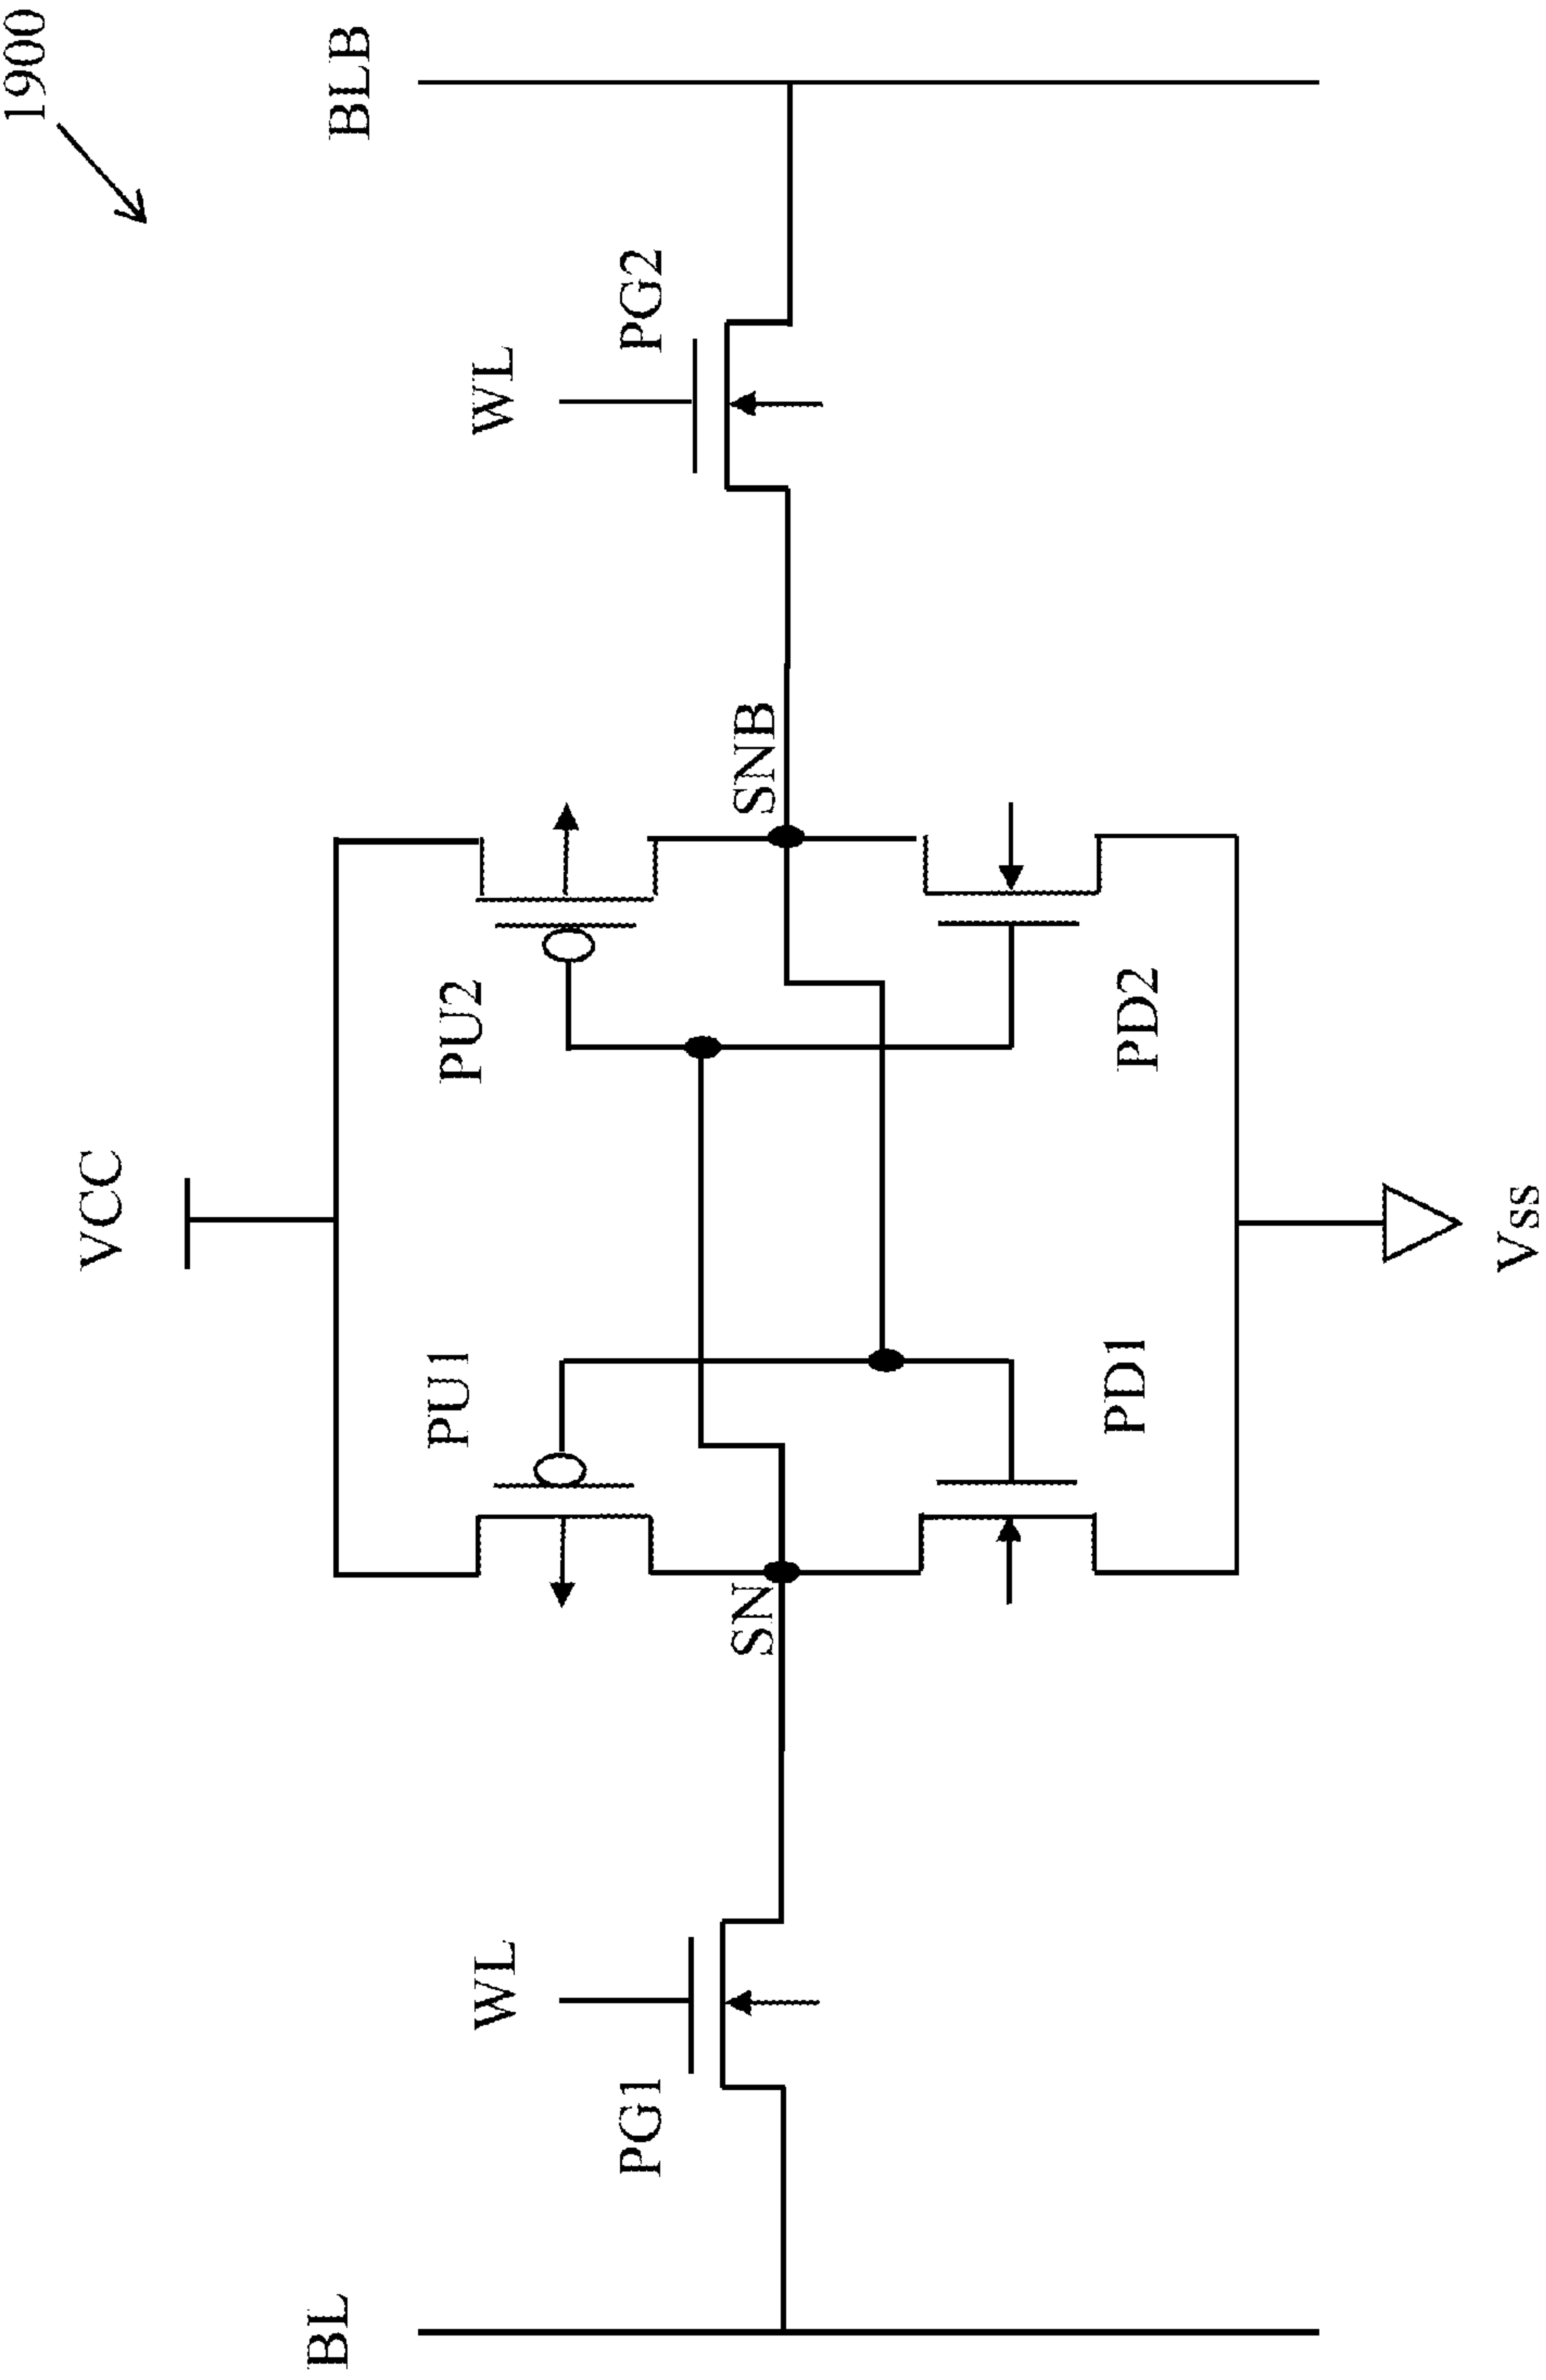 1900
VCC
BL
BLB
PU1
PU2
WL
WL
PG1
PG2
SN
SNB
PD1
PD2
Vss